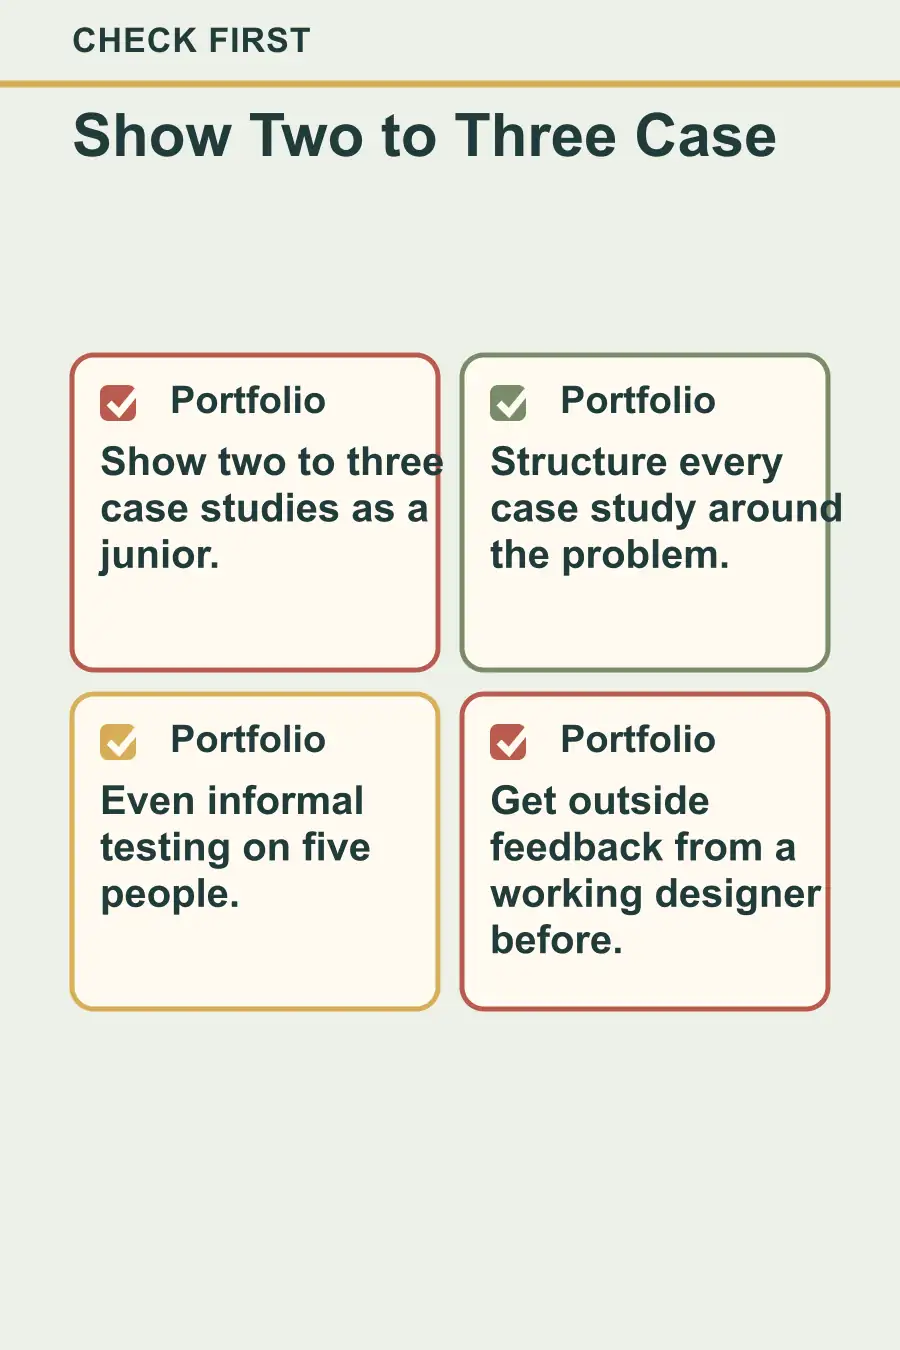 CHECK FIRST
Show Two to Three Case
Portfolio
Show two to three
case studies as a
junior.
Portfolio
Structure every
case study around
the problem.
Portfolio
Even informal
testing on five
people.
Portfolio
Get outside
feedback from a
working designer
before.